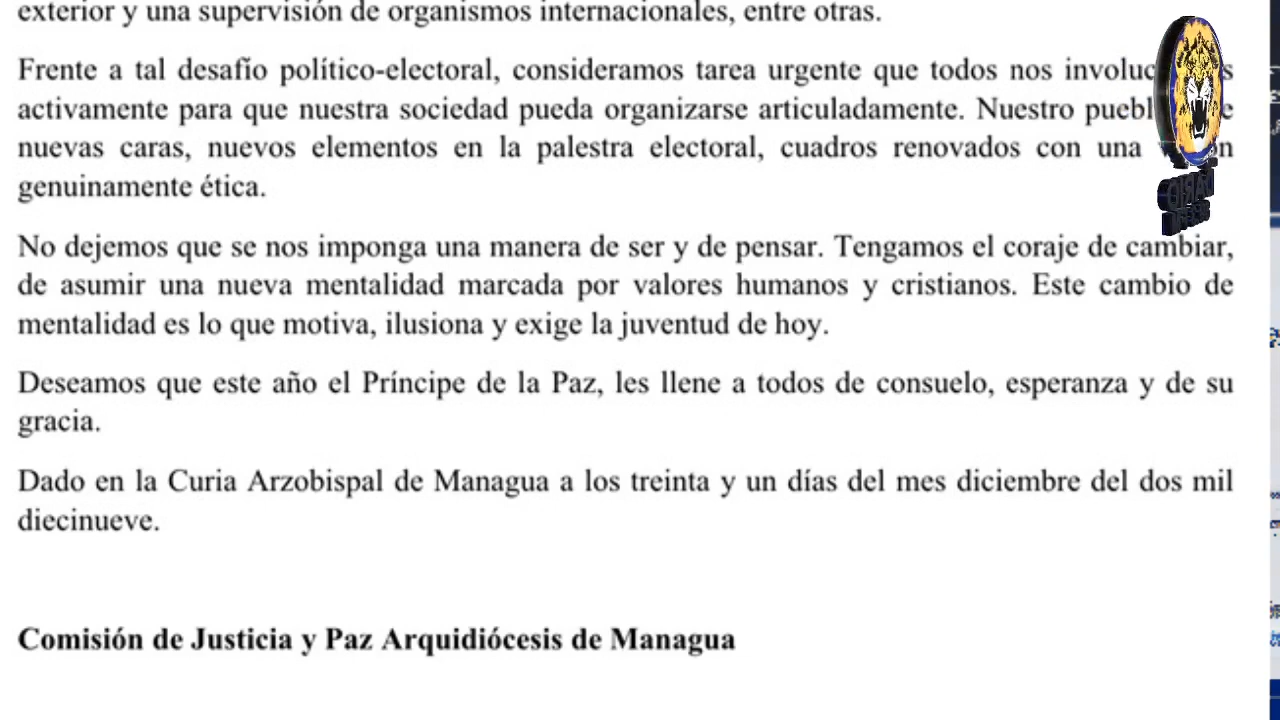 exterior y una supervisión de organismos internacionales, entre otras.
Frente a tal desafío político-electoral, consideramos tarea urgente que todos nos
activamente para que nuestra sociedad pueda organizarse articuladamente. Nuestro
nuevas caras, nuevos elementos en la palestra electoral, cuadros renovados con una
genuinamente ética.
No dejemos que se nos imponga una manera de ser y de pensar. Tengamos el coraje de cambiar,
de asumir una nueva mentalidad marcada por valores humanos y cristianos. Este cambio de
mentalidad es lo que motiva, ilusiona y exige la juventud de hoy.
Deseamos que este año el Príncipe de la Paz, les llene a todos de consuelo, esperanza y de su
gracia.
Dado en la Curia Arzobispal de Managua a los treinta y un días del mes diciembre del dos mil
diecinueve.
Comisión de Justicia y Paz Arquidiócesis de Managua